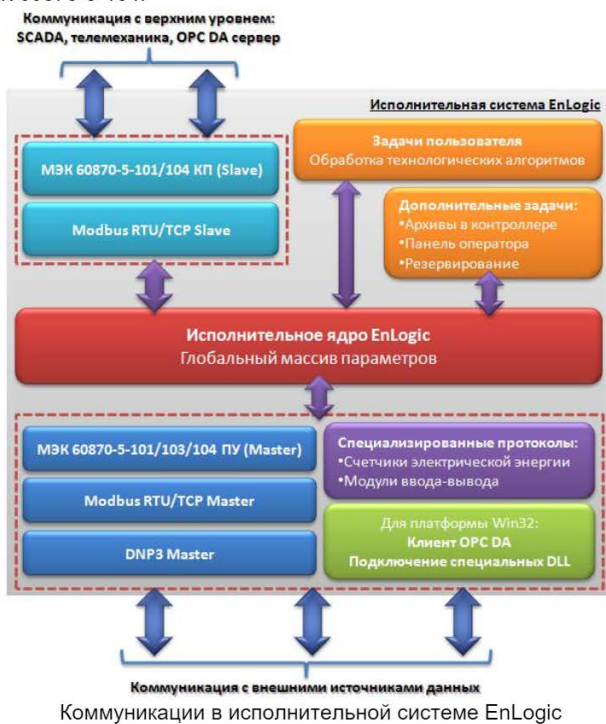 Коммуникация с верхним уровнем:
SCADA, телемеханика, OPC DA сервер
Исполнительная система EnLogic
МЭК 60870-5-101/104 КП (Slave)
Modbus RTU/TCP Slave
Задачи пользователя
Обработка технологических алгоритмов
Дополнительные задачи:
•Архивы в контроллере
•Панель оператора
•Резервирование
Исполнительное ядро EnLogic
Глобальный массив параметров
МЭК 60870-5-101/103/104 ПУ (Master)
Modbus RTU/TCP Master
DNP3 Master
Специализированные протоколы:
•Счетчики электрической энергии
•Модули ввода-вывода
Для платформы Win32:
Клиент OPC DA
Подключение специальных DLL
Коммуникация с внешними источниками данных
Коммуникации в исполнительной системе EnLogic